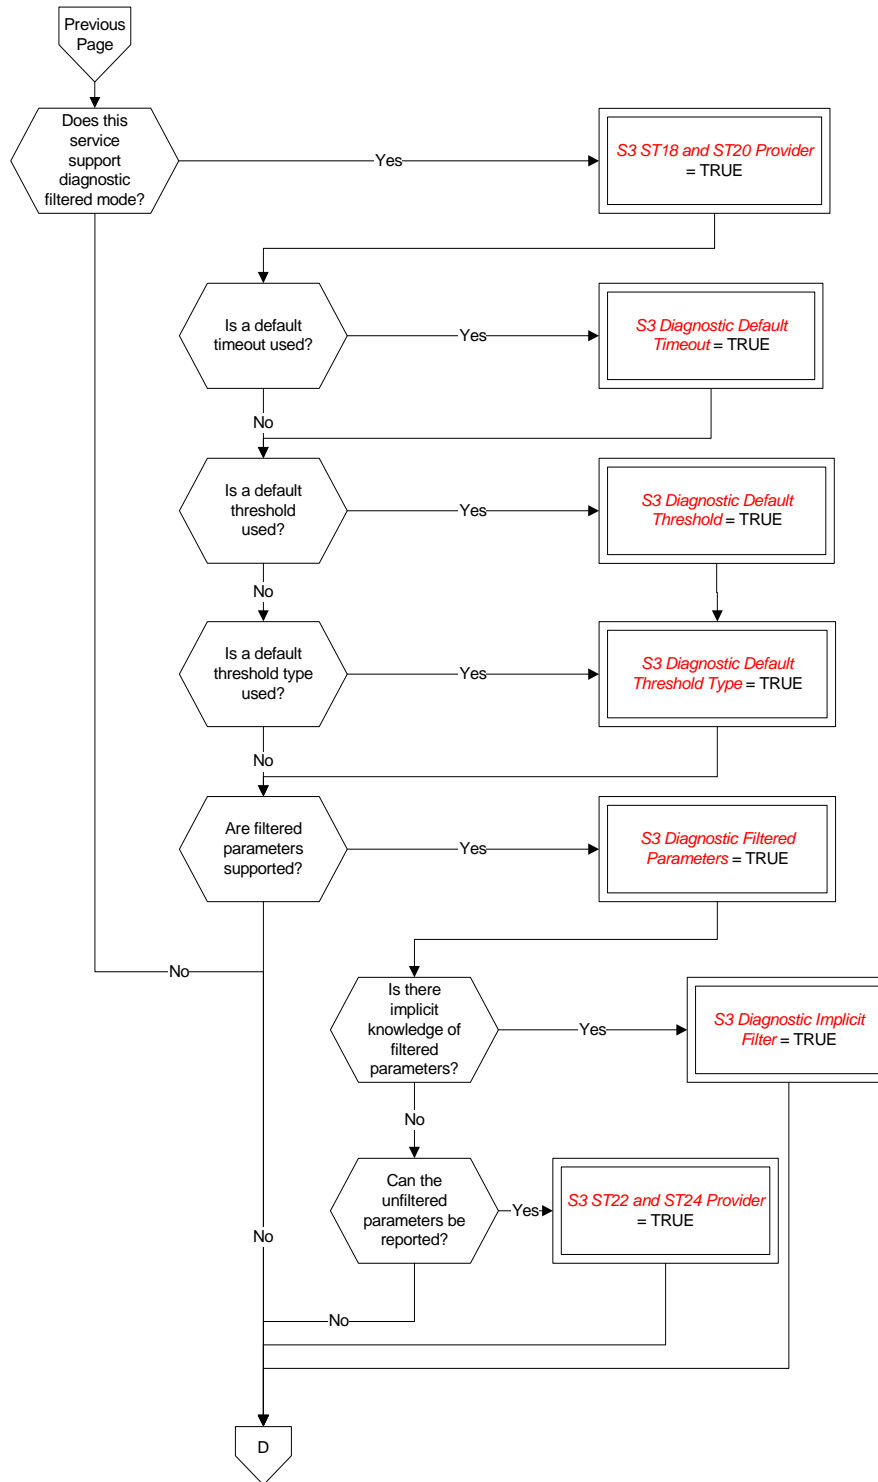 Previous
Page
Does this
service
support
diagnostic
filtered mode?
Yes
S3 ST18 and ST20 Provider
= TRUE
Is a default
timeout used?
Yes
S3 Diagnostic Default
Timeout = TRUE
No
Is a default
threshold
used?
Yes
S3 Diagnostic Default
Threshold = TRUE
No
Is a default
threshold type
used?
Yes
S3 Diagnostic Default
Threshold Type = TRUE
No
Are filtered
parameters
supported?
Yes
S3 Diagnostic Filtered
Parameters = TRUE
No
Is there
implicit
knowledge of
filtered
parameters?
Yes
S3 Diagnostic Implicit
Filter = TRUE
No
Can the
unfiltered
parameters be
reported?
Yes
S3 ST22 and ST24 Provider
= TRUE
No
No
D